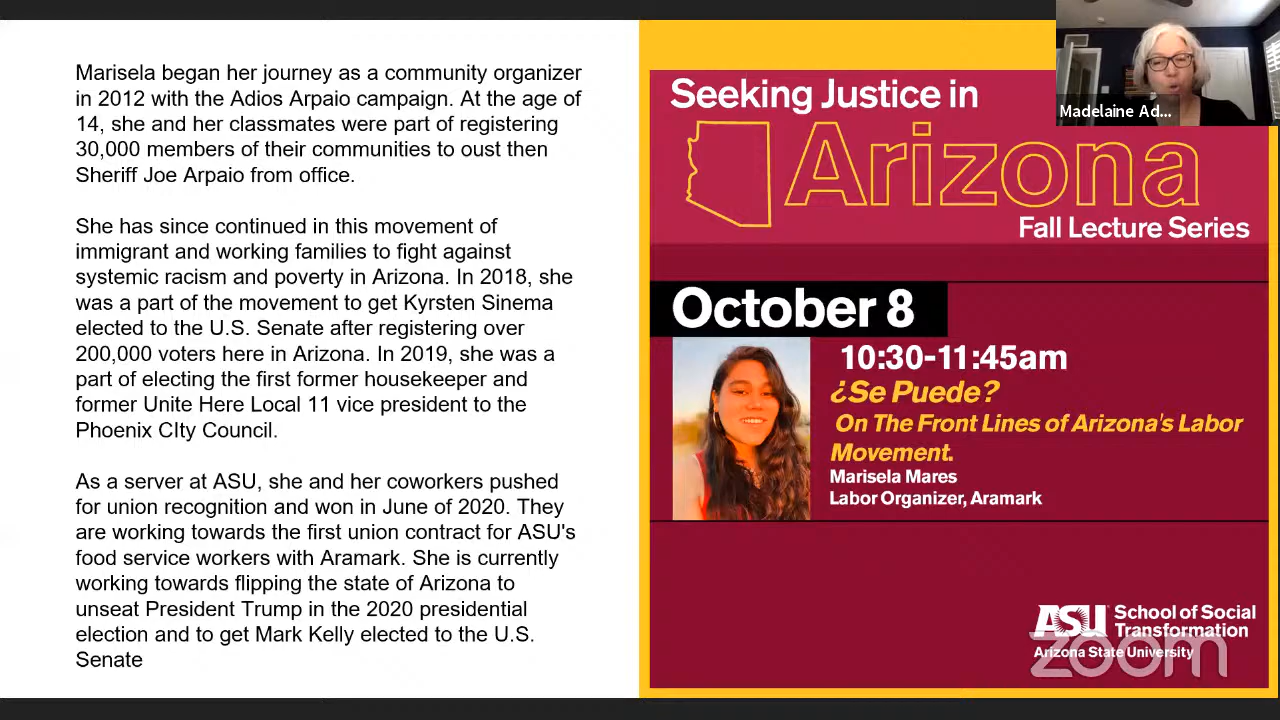 Marisela began her journey as a community organizer
in 2012 with the Adios Arpaio campaign. At the age of
14, she and her classmates were part of registering
30,000 members of their communities to oust then
Sheriff Joe Arpaio from office.
She has since continued in this movement of
immigrant and working families to fight against
systemic racism and poverty in Arizona. In 2018, she
was a part of the movement to get Kyrsten Sinema
elected to the U.S. Senate after registering over
200,000 voters here in Arizona. In 2019, she was a
part of electing the first former housekeeper and
former Unite Here Local 11 vice president to the
Phoenix CIty Council.
As a server at ASU, she and her coworkers pushed
for union recognition and won in June of 2020. They
are working towards the first union contract for ASU's
food service workers with Aramark. She is currently
working towards flipping the state of Arizona to
unseat President Trump in the 2020 presidential
election and to get Mark Kelly elected to the U.S.
Senate
Seeking Justice in
Arizona
Fall Lecture Series
October 8
10:30-11:45am
¿Se Puede?
On The Front Lines of Arizona's Labor
Movement.
Marisela Mares
Labor Organizer, Aramark
Madelaine Ad...
ASU School of Social
Transformation
Arizona State University
zoom